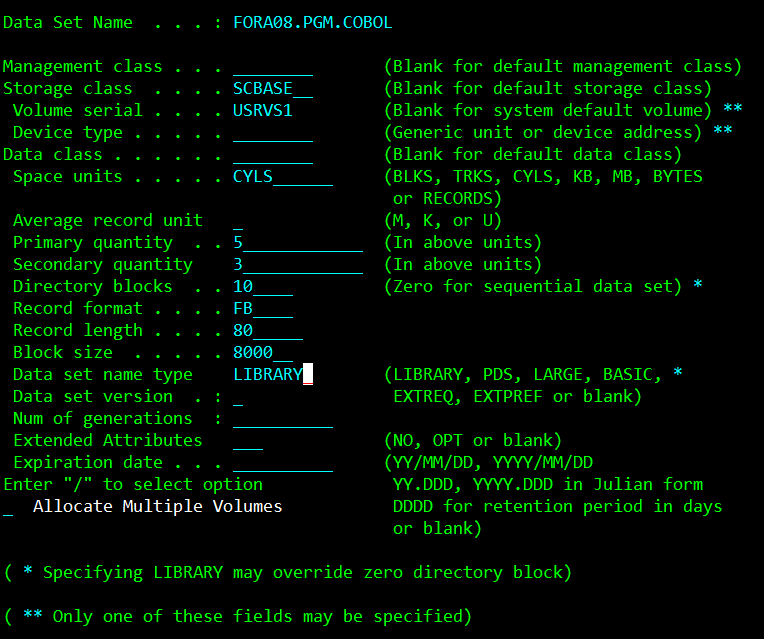 Data Set Name  . . . : FORA08.PGM.COBOL
Management class . . . ________ (Blank for default management class)
Storage class  . . . . SCBASE__ (Blank for default storage class)
Volume serial . . . . USRVS1 (Blank for system default volume) **
Device type . . . . . ________ (Generic unit or device address) **
Data class . . . . . . ________ (Blank for default data class)
Space units . . . . . CYLS______ (BLKS, TRKS, CYLS, KB, MB, BYTES
or RECORDS)
Average record unit _ (M, K, or U)
Primary quantity  . . 5____________ (In above units)
Secondary quantity 3____________ (In above units)
Directory blocks  . . 10____ (Zero for sequential data set) *
Record format . . . . FB____
Record length . . . . 80_____
Block size  . . . . . 8000__
Data set name type LIBRARY_ (LIBRARY, PDS, LARGE, BASIC, *
Data set version  . : _ EXTREQ, EXTPREF or blank)
Num of generations  : __________
Extended Attributes ___ (NO, OPT or blank)
Expiration date . . . __________ (YY/MM/DD, YYYY/MM/DD
Enter "/" to select option YY.DDD, YYYY.DDD in Julian form
_  Allocate Multiple Volumes DDDD for retention period in days
or blank)
( * Specifying LIBRARY may override zero directory block)
( ** Only one of these fields may be specified)